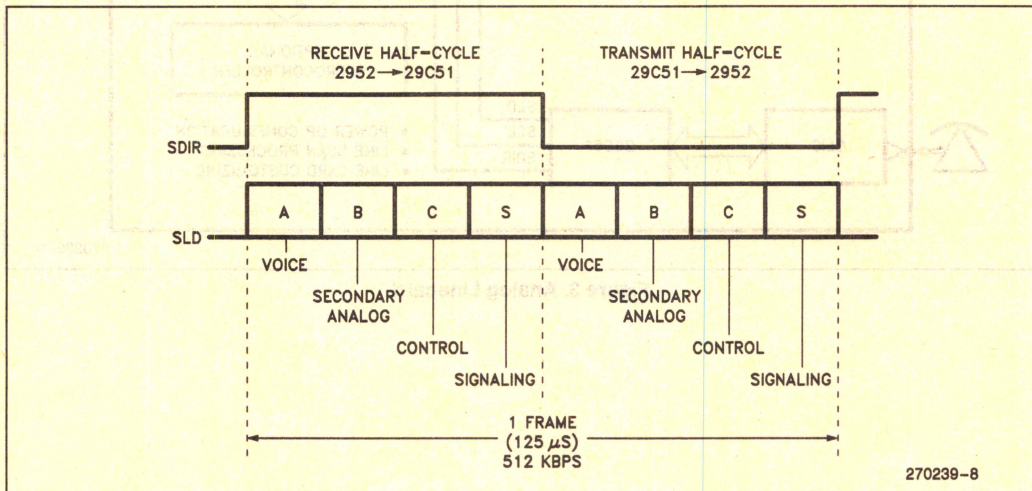 RECEIVE HALF-CYCLE
2952→29C51
TRANSMIT HALF-CYCLE
29C51→2952
SDIR
SLD
A B C S A B C S
VOICE
VOICE
SECONDARY
ANALOG
SECONDARY
ANALOG
CONTROL
CONTROL
SIGNALING
SIGNALING
1 FRAME
(125 μS)
512 KBPS
270239-8